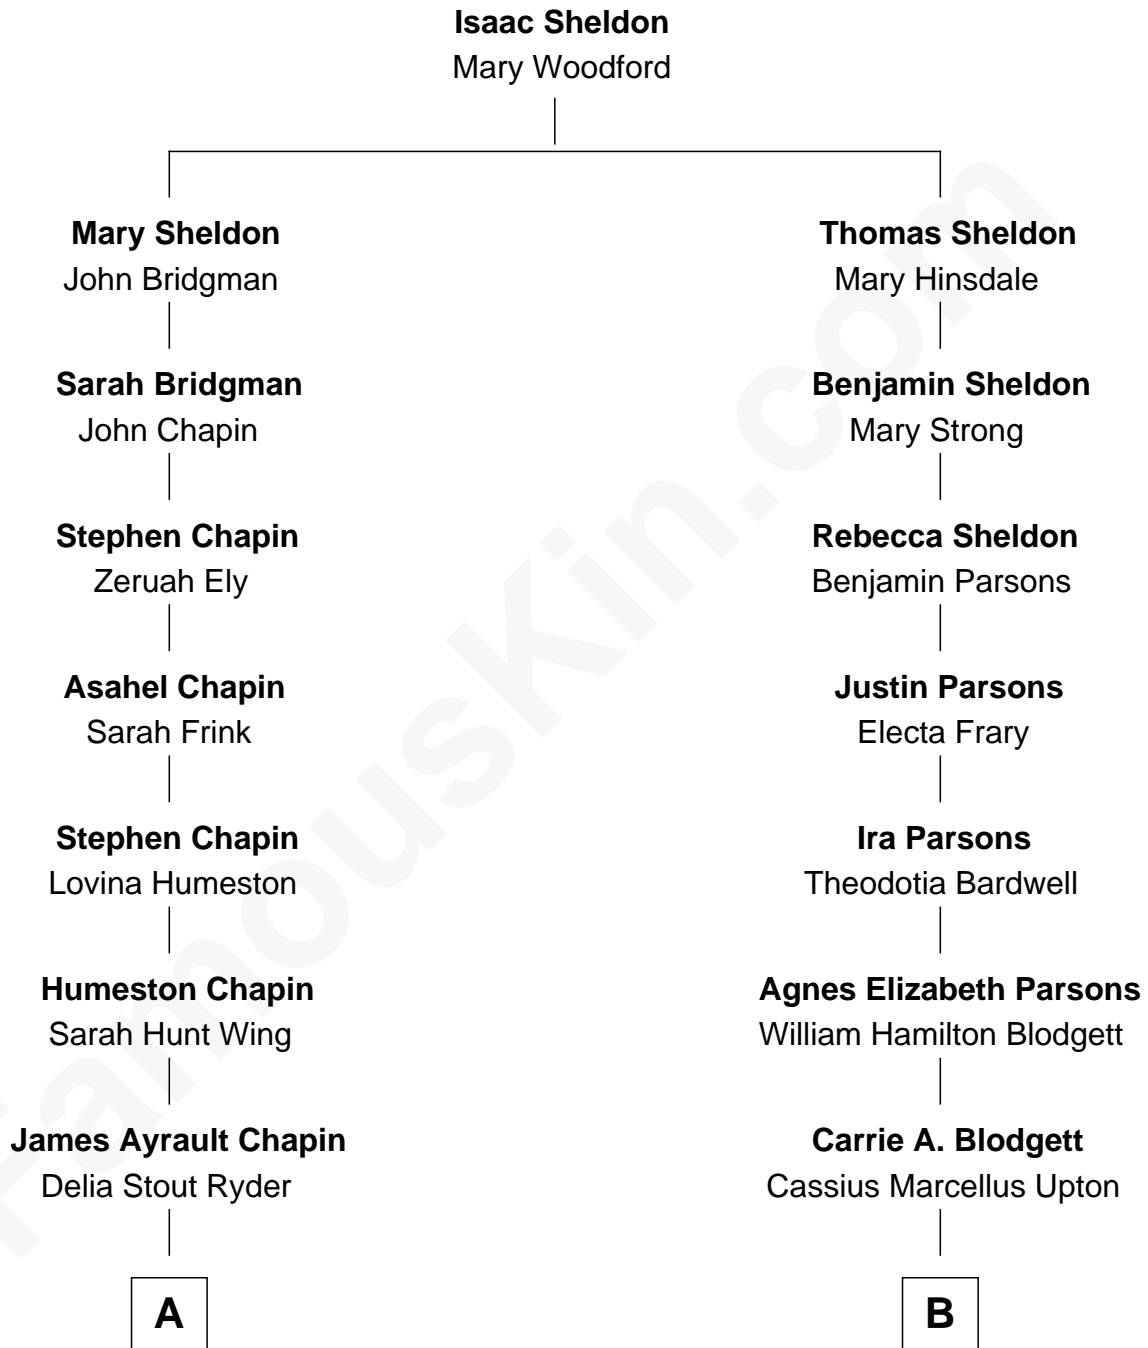 Isaac Sheldon
Mary Woodford
Mary Sheldon
John Bridgman
Thomas Sheldon
Mary Hinsdale
Sarah Bridgman
John Chapin
Benjamin Sheldon
Mary Strong
Stephen Chapin
Zeruah Ely
Rebecca Sheldon
Benjamin Parsons
Asahel Chapin
Sarah Frink
Justin Parsons
Electa Frary
Stephen Chapin
Lovina Humeston
Ira Parsons
Theodotia Bardwell
Humeston Chapin
Sarah Hunt Wing
Agnes Elizabeth Parsons
William Hamilton Blodgett
James Ayrault Chapin
Delia Stout Ryder
Carrie A. Blodgett
Cassius Marcellus Upton
A
B
FamousKin.com